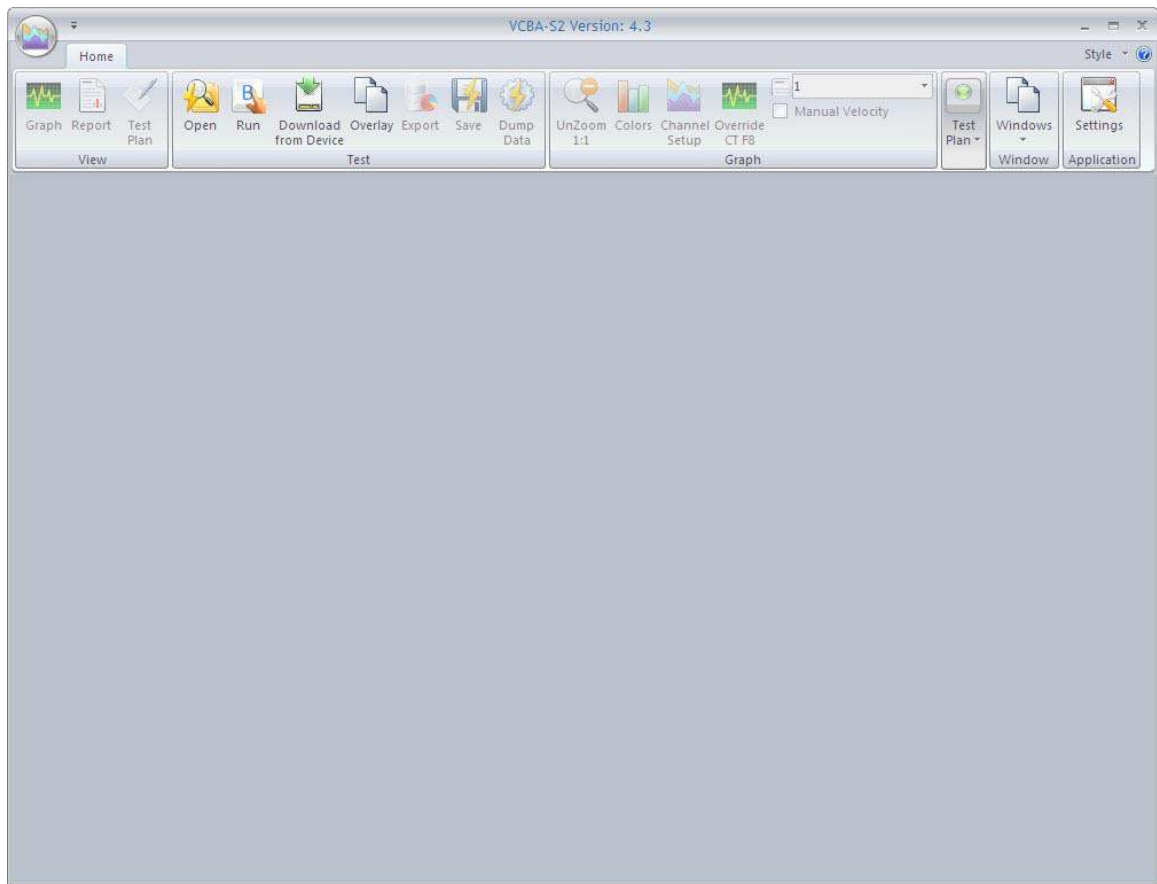 VCBA-S2 Version: 4.3
Home
Style
Graph Report Test Plan
Open Run Download from Device Overlay Export Save Dump Data
UnZoom 1:1 Colors Channel Setup Override CT F8
1
Manual Velocity
Test Plan
Windows
Settings
View
Test
Graph
Window
Application